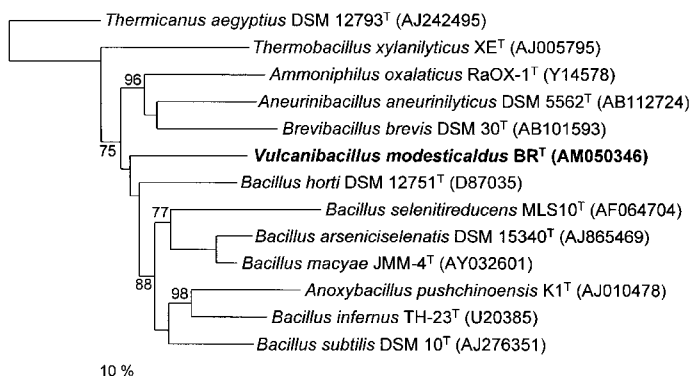 Thermicanus aegyptius DSM 12793ᵀ (AJ242495)
Thermobacillus xylanilyticus XEᵀ (AJ005795)
96
Ammoniphilus oxalaticus RaOX-1ᵀ (Y14578)
Aneurinibacillus aneurinilyticus DSM 5562ᵀ (AB112724)
Brevibacillus brevis DSM 30ᵀ (AB101593)
75
Vulcanibacillus modesticaldus BRᵀ (AM050346)
Bacillus horti DSM 12751ᵀ (D87035)
77
Bacillus selenitireducens MLS10ᵀ (AF064704)
Bacillus arseniciselenatis DSM 15340ᵀ (AJ865469)
Bacillus macyae JMM-4ᵀ (AY032601)
88
98
Anoxybacillus pushchinoensis K1ᵀ (AJ010478)
Bacillus infernus TH-23ᵀ (U20385)
Bacillus subtilis DSM 10ᵀ (AJ276351)
10 %